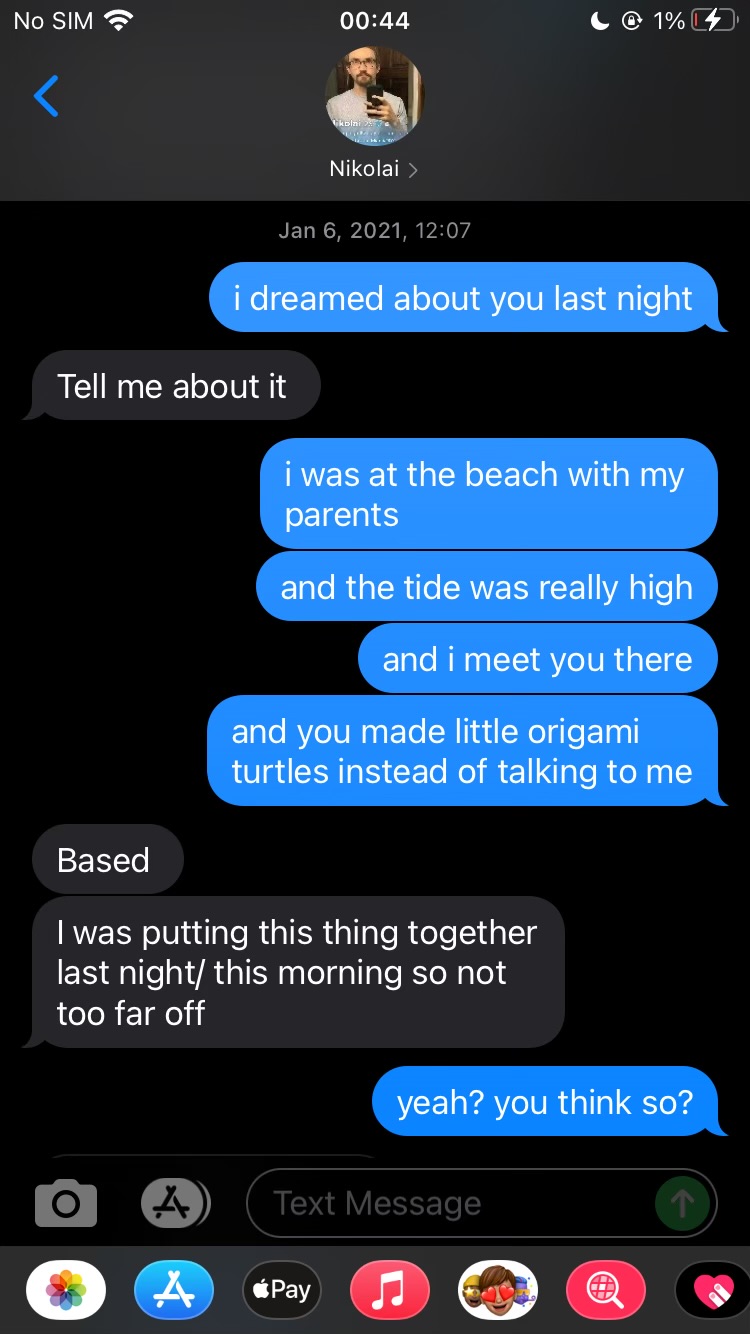 No SIM
00:44
1%
Nikolai
Jan 6, 2021, 12:07
i dreamed about you last night
Tell me about it
i was at the beach with my
parents
and the tide was really high
and i meet you there
and you made little origami
turtles instead of talking to me
Based
I was putting this thing together
last night/ this morning so not
too far off
yeah? you think so?
Text Message
Pay